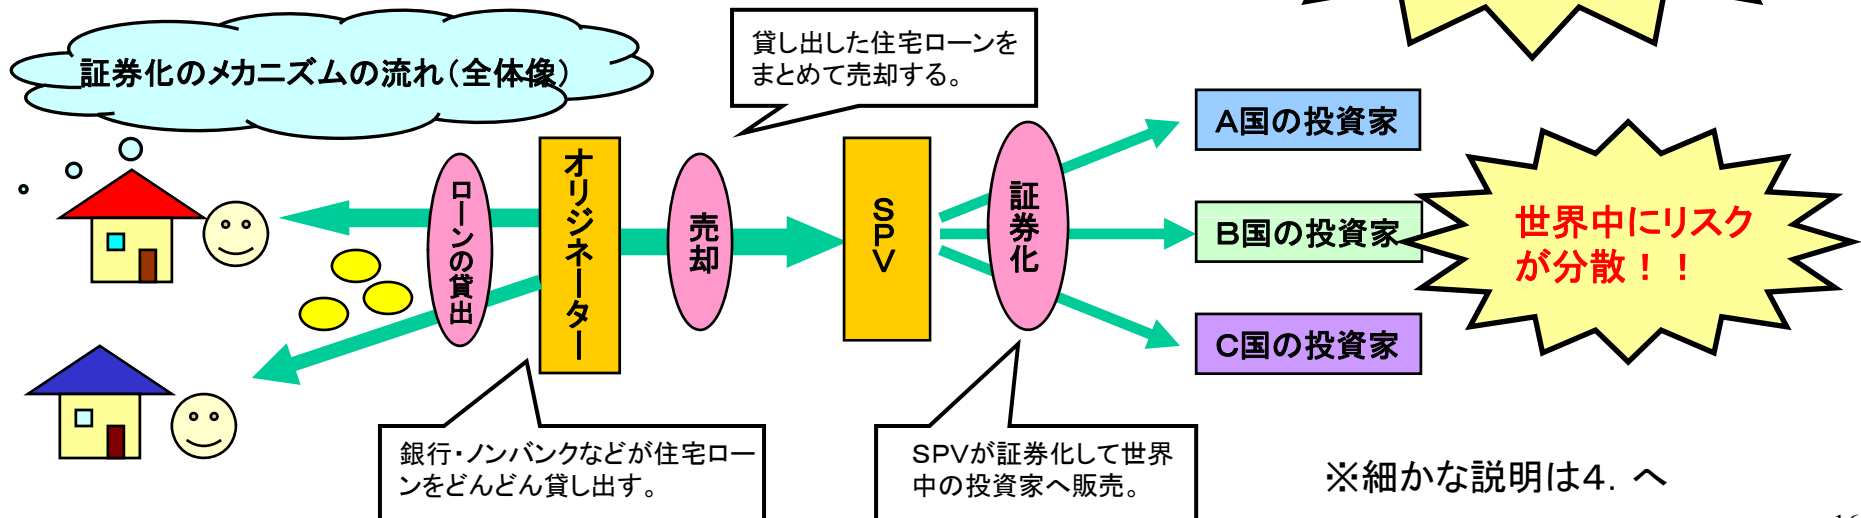 証券化のメカニズムの流れ（全体像）
貸し出した住宅ローンを
まとめて売却する。
ローンの貸出
オリジネーター
売却
ＳＰＶ
証券化
Ａ国の投資家
Ｂ国の投資家
Ｃ国の投資家
世界中にリスク
が分散！！
銀行・ノンバンクなどが住宅ロー
ンをどんどん貸し出す。
ＳＰＶが証券化して世界
中の投資家へ販売。
※細かな説明は４．へ